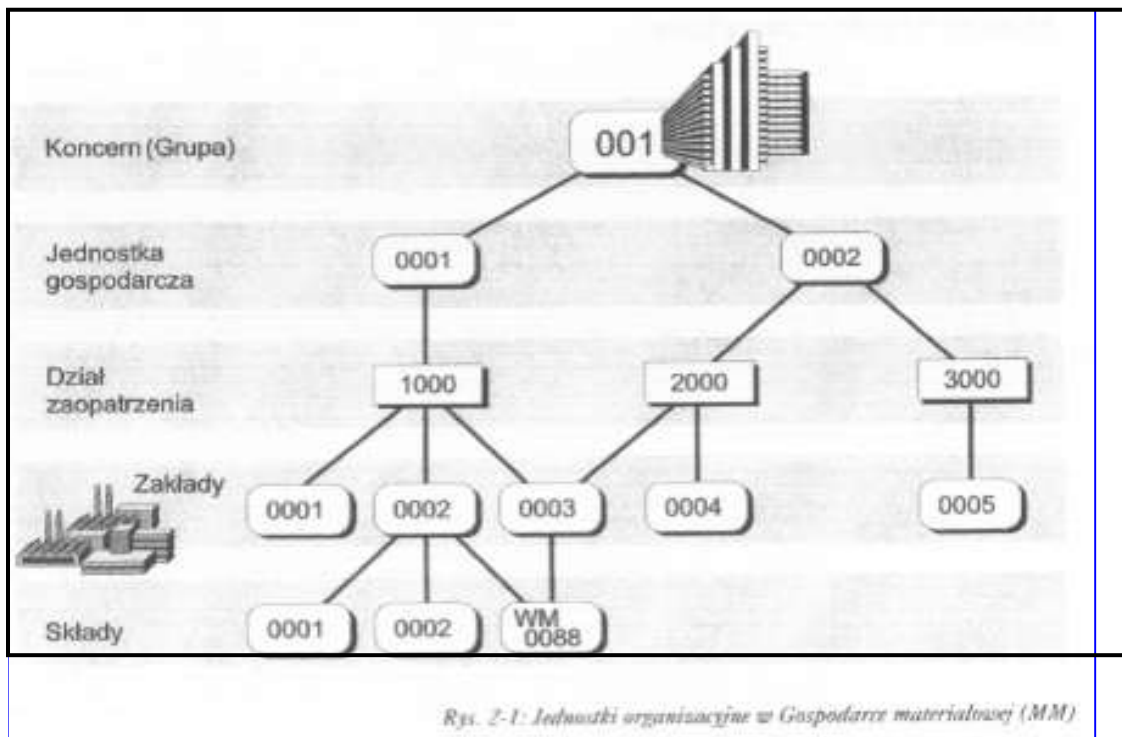 001
Koncern (Grupa)
Jednostka
gospodarcza
0001
0002
Dział
zaopatrzenia
1000
2000
3000
Zakłady
0001
0002
0003
0004
0005
Składy
0001
0002
WM
0088
Rys. 2-1: Jednostki organizacyjne w Gospodarce materiałowej (MM)